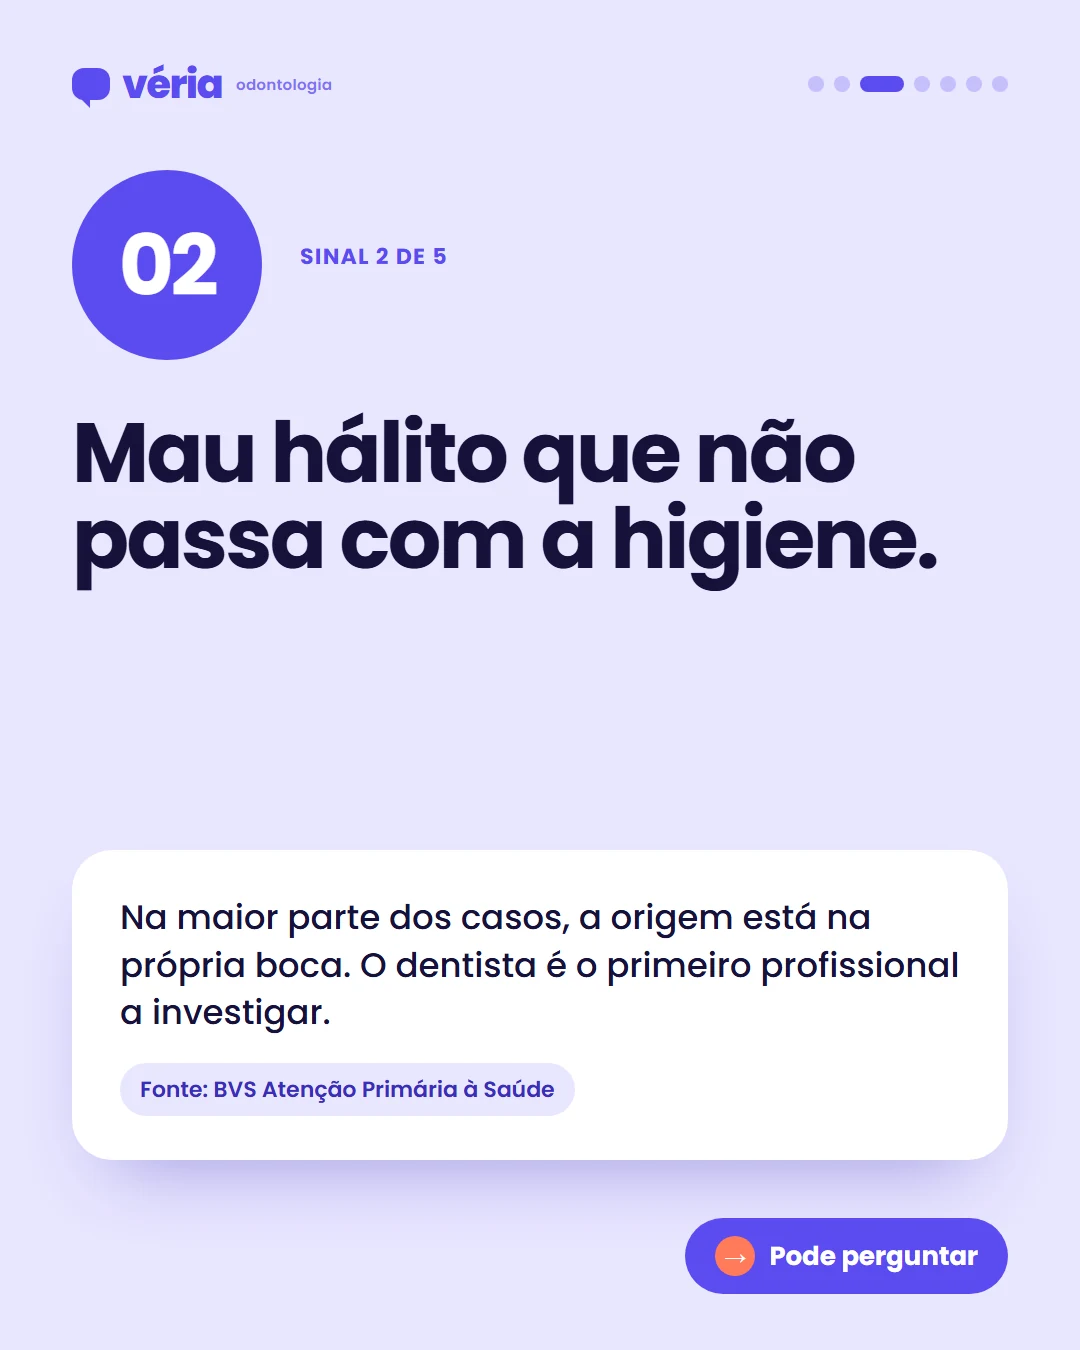 véria odontologia
02
SINAL 2 DE 5
Mau hálito que não
passa com a higiene.
Na maior parte dos casos, a origem está na
própria boca. O dentista é o primeiro profissional
a investigar.
Fonte: BVS Atenção Primária à Saúde
→ Pode perguntar